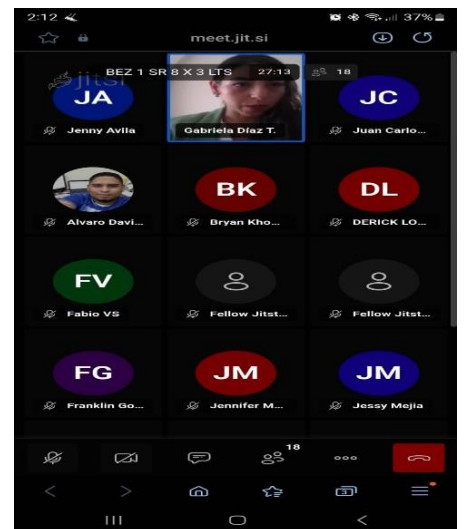 2:12
37%
meet.jit.si
jitsi
BEZ 1 SR 8 X 3 LTS 27:13 18
JA
JC
Jenny Avila
Gabriela Díaz T.
Juan Carlo...
BK
DL
Alvaro Davi...
Bryan Kho...
DERICK LO...
FV
Fabio VS
Fellow Jitst...
Fellow Jitst...
FG
JM
JM
Franklin Go...
Jennifer M...
Jessy Mejia
18